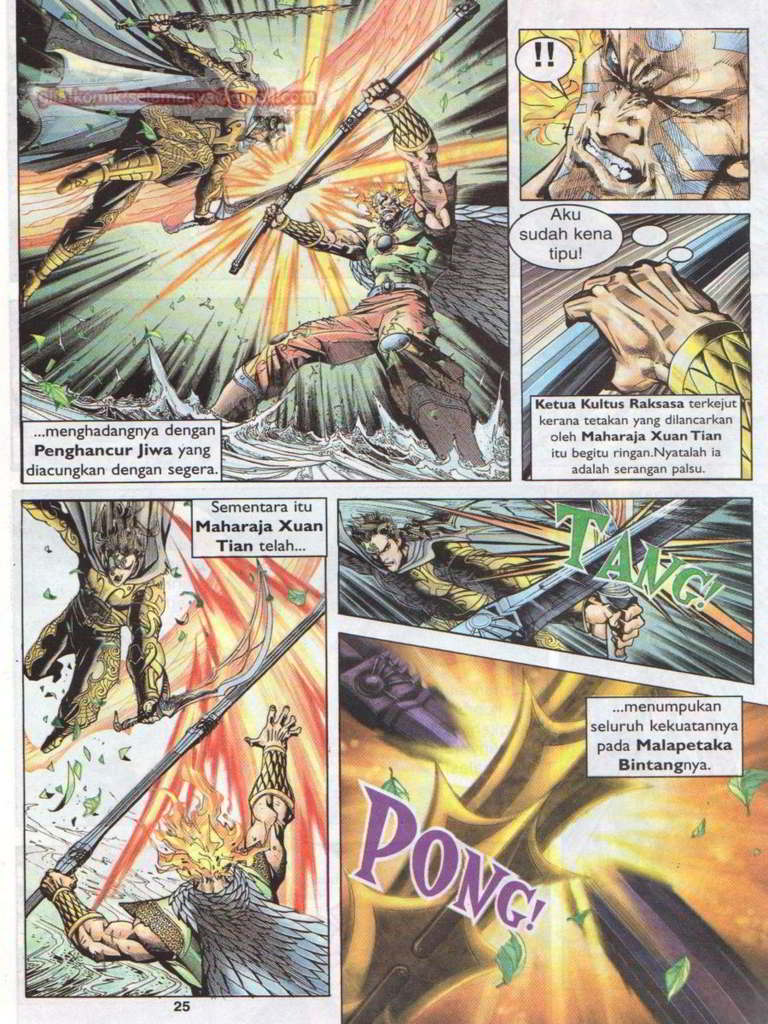 ...menghadangnya dengan
Penghancur Jiwa yang
diacungkan dengan segera.
!!
Aku
sudah kena
tipu!
Ketua Kultus Raksasa terkejut
kerana tetakan yang dilancarkan
oleh Maharaja Xuan Tian
itu begitu ringan.Nyatalah ia
adalah serangan palsu.
Sementara itu
Maharaja Xuan
Tian telah...
TANG!
...menumpukan
seluruh kekuatannya
pada Malapetaka
Bintangnya.
PONG!
25